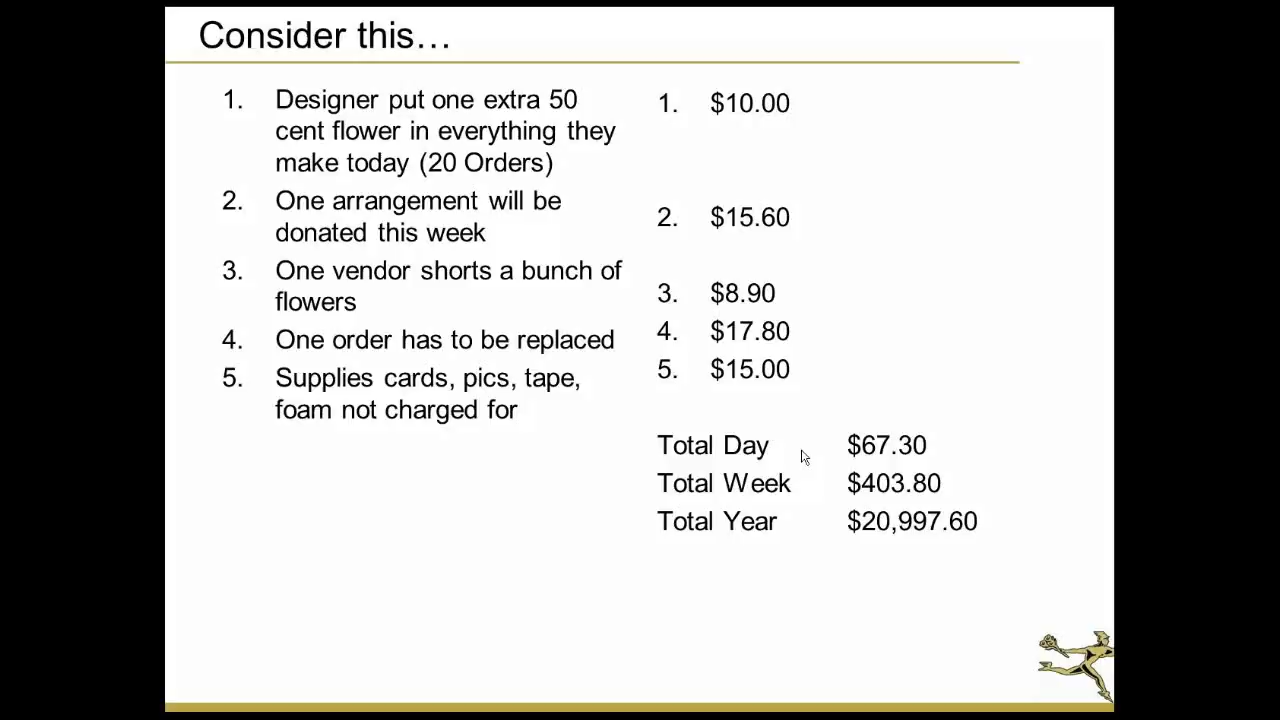 Consider this…
1. Designer put one extra 50
cent flower in everything they
make today (20 Orders)
2. One arrangement will be
donated this week
3. One vendor shorts a bunch of
flowers
4. One order has to be replaced
5. Supplies cards, pics, tape,
foam not charged for
1. $10.00
2. $15.60
3. $8.90
4. $17.80
5. $15.00
Total Day $67.30
Total Week $403.80
Total Year $20,997.60